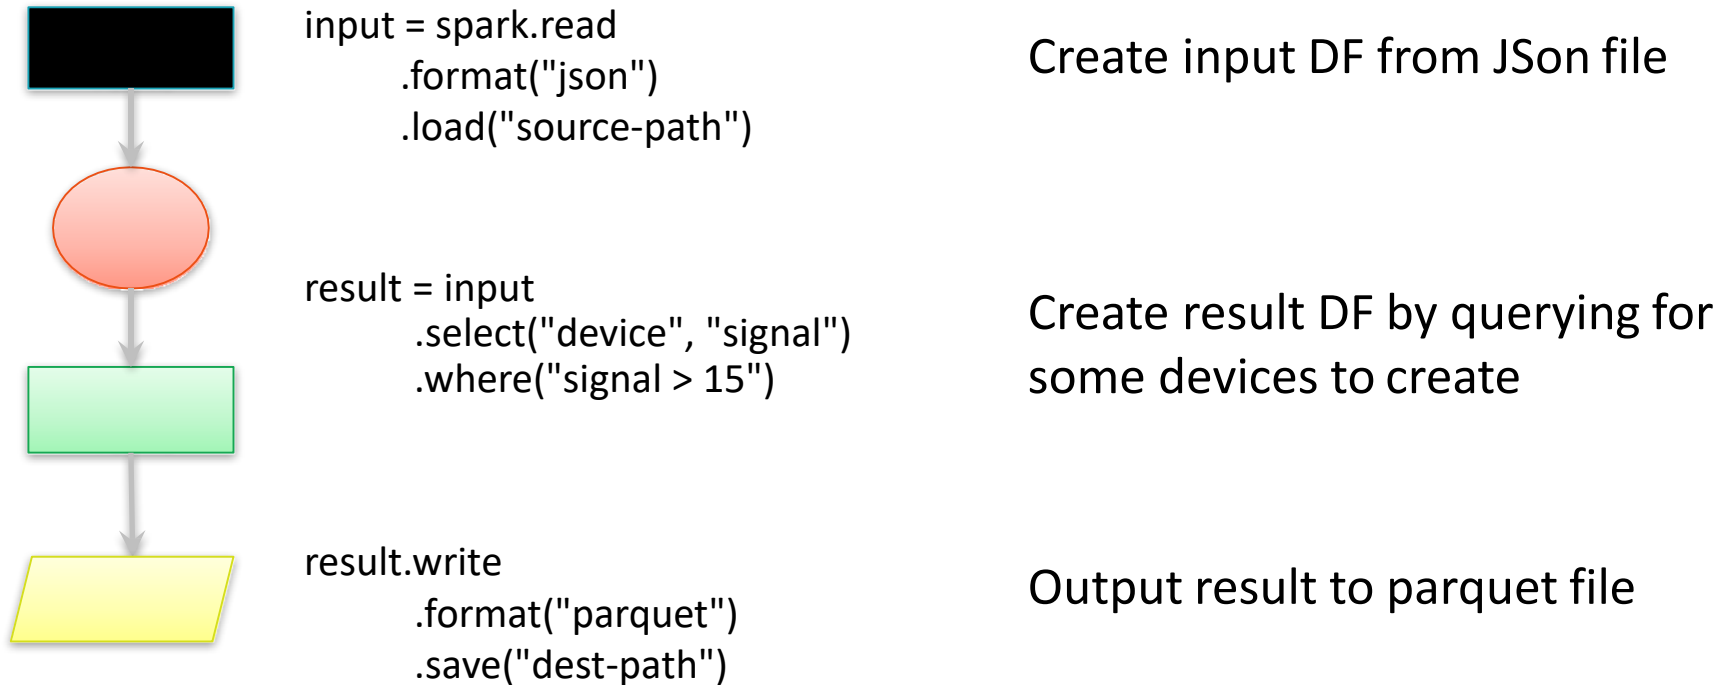 input = spark.read
.format("json")
.load("source-path")
Create input DF from JSon file
result = input
.select("device", "signal")
.where("signal > 15")
Create result DF by querying for
some devices to create
result.write
.format("parquet")
.save("dest-path")
Output result to parquet file